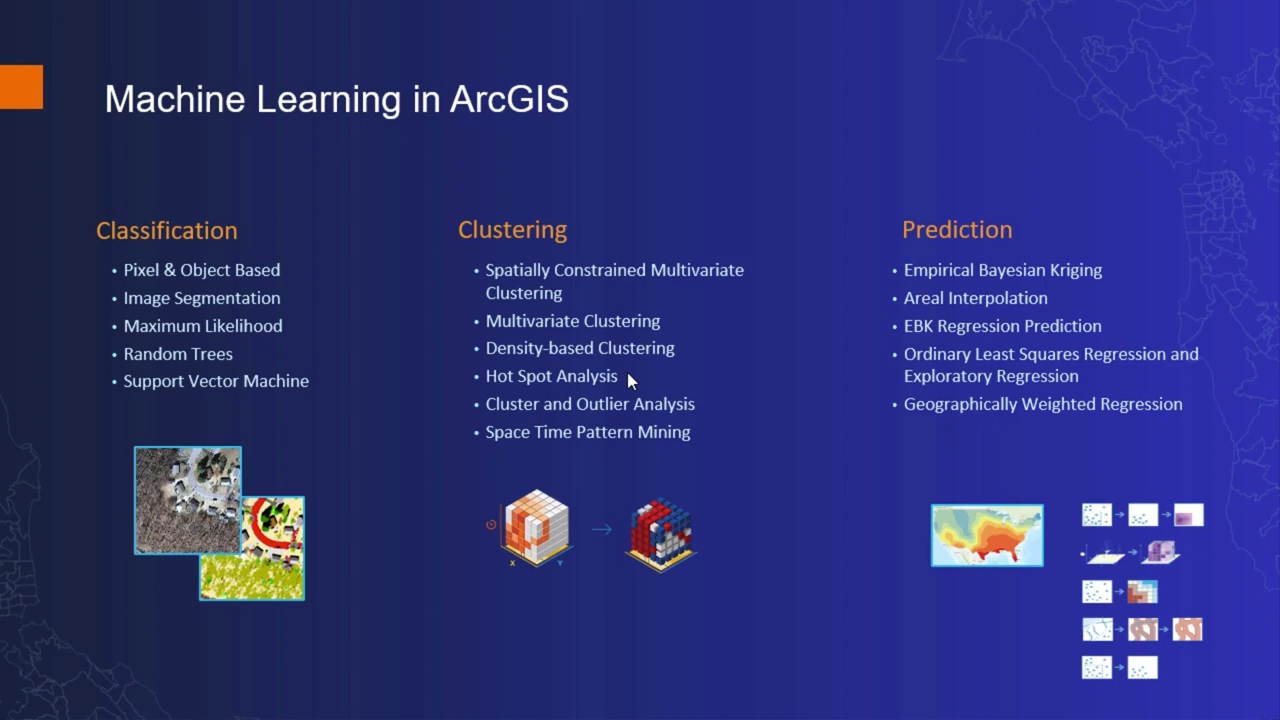 Machine Learning in ArcGIS
Classification
• Pixel & Object Based
• Image Segmentation
• Maximum Likelihood
• Random Trees
• Support Vector Machine
Clustering
• Spatially Constrained Multivariate
Clustering
• Multivariate Clustering
• Density-based Clustering
• Hot Spot Analysis
• Cluster and Outlier Analysis
• Space Time Pattern Mining
X
Y
Prediction
• Empirical Bayesian Kriging
• Areal Interpolation
• EBK Regression Prediction
• Ordinary Least Squares Regression and
Exploratory Regression
• Geographically Weighted Regression